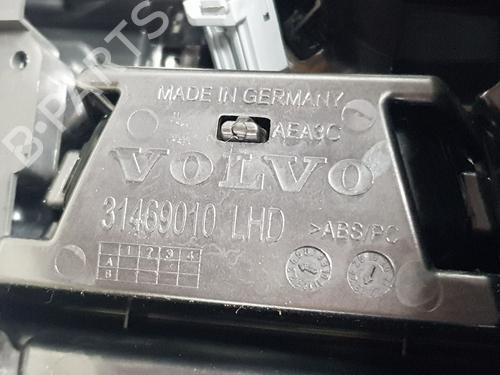 MADE IN GERMANY
AEA3C
VOLVO
31469010 LHD
>ABS/PC
1 2 3 4
A
B
B-PARTS